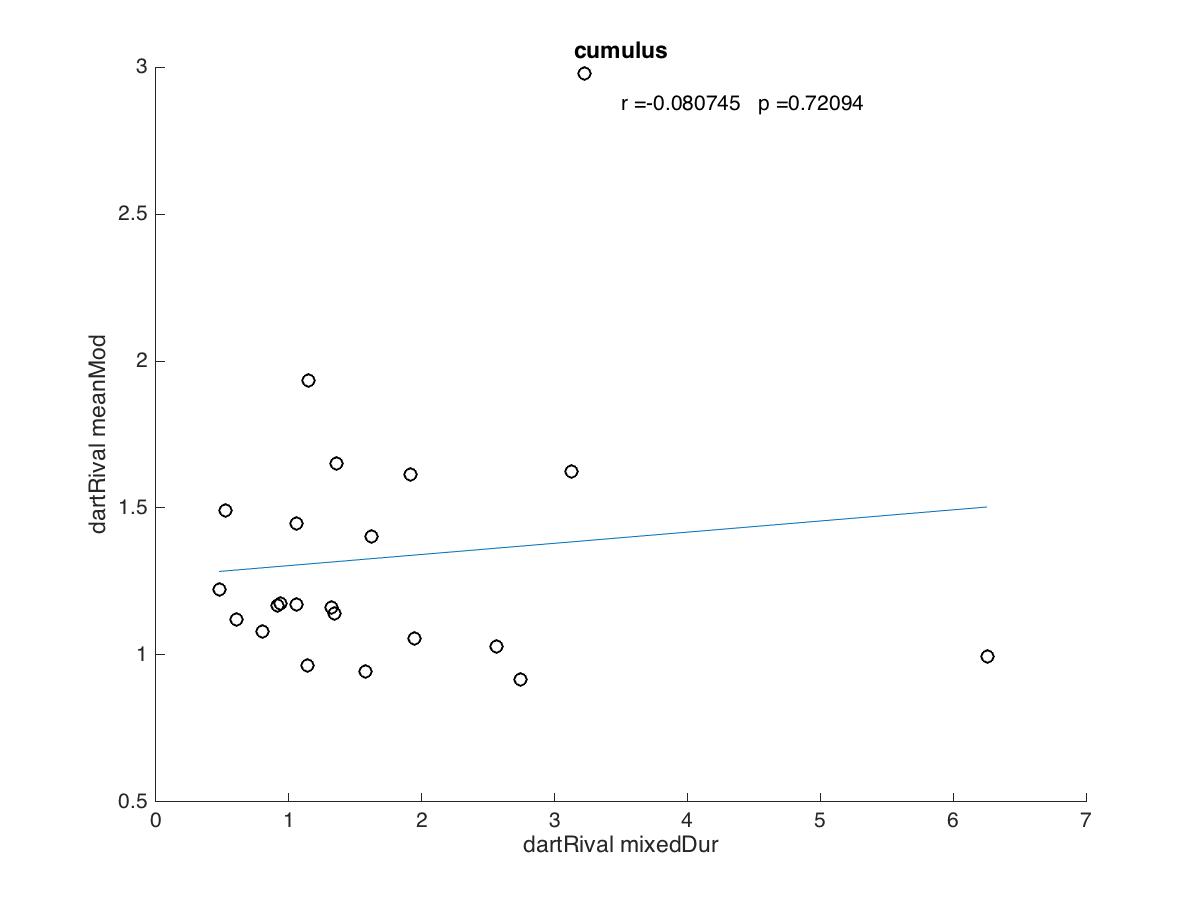 cumulus
r =-0.080745 p =0.72094
3
2.5
2
1.5
1
0.5
dartRival meanMod
0 1 2 3 4 5 6 7
dartRival mixedDur